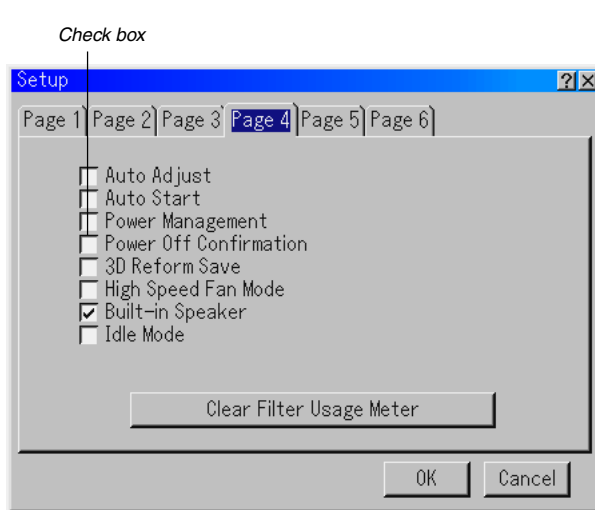 Check box
Setup
Page 1 Page 2 Page 3 Page 4 Page 5 Page 6
Auto Adjust
Auto Start
Power Management
Power Off Confirmation
3D Reform Save
High Speed Fan Mode
Built-in Speaker
Idle Mode
Clear Filter Usage Meter
OK Cancel